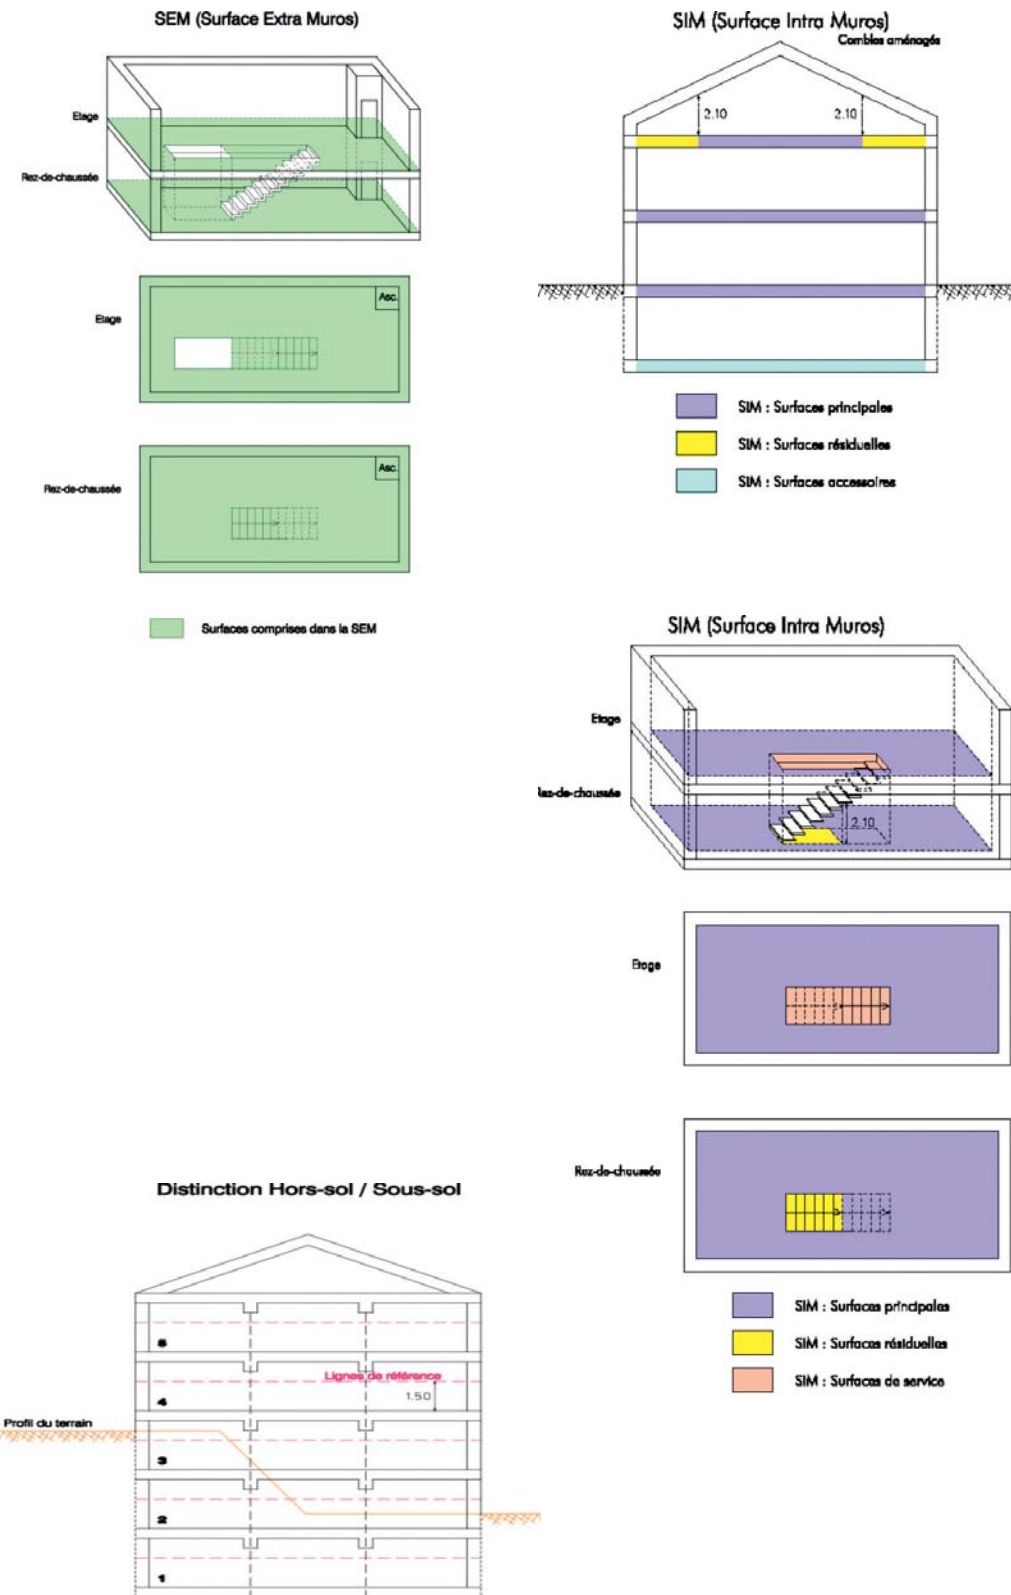 SEM (Surface Extra Muros)
Etage
Rez-de-chaussée
Asc.
Etage
Asc.
Rez-de-chaussée
Surfaces comprises dans la SEM
SIM (Surface Intra Muros)
Combles aménagés
2.10
2.10
SIM : Surfaces principales
SIM : Surfaces résiduelles
SIM : Surfaces accessoires
SIM (Surface Intra Muros)
Etage
Rez-de-chaussée
2.10
Etage
Rez-de-chaussée
SIM : Surfaces principales
SIM : Surfaces résiduelles
SIM : Surfaces de service
Distinction Hors-sol / Sous-sol
5
Lignes de référence
4
1.50
Profil du terrain
3
2
1